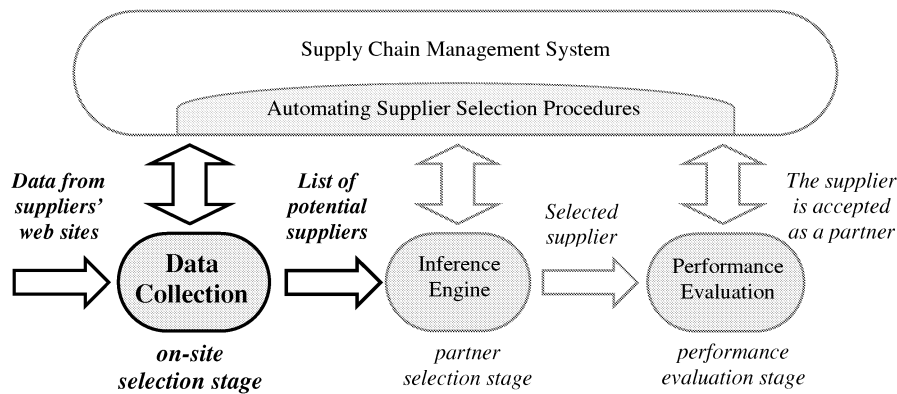 Supply Chain Management System
Automating Supplier Selection Procedures
Data from
suppliers’
web sites
List of
potential
suppliers
Selected
supplier
The supplier
is accepted
as a partner
Data
Collection
Inference
Engine
Performance
Evaluation
on-site
selection stage
partner
selection stage
performance
evaluation stage